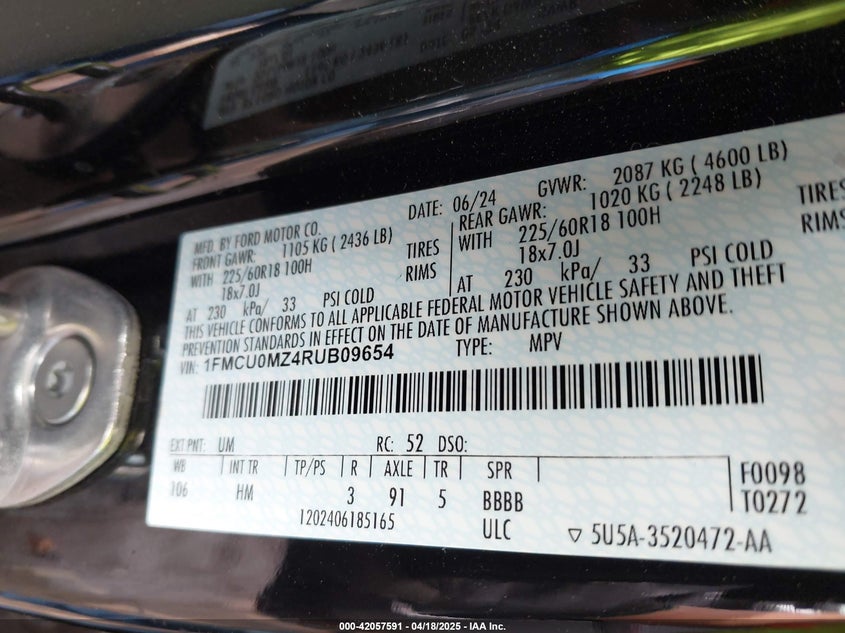 MFD. BY FORD MOTOR CO.
DATE: 06/24 GVWR: 2087 KG ( 4600 LB)
FRONT GAWR: 1105 KG ( 2436 LB) REAR GAWR: 1020 KG ( 2248 LB)
WITH 225/60R18 100H TIRES WITH 225/60R18 100H TIRES
18x7.0J RIMS 18x7.0J RIMS
AT 230 kPa/ 33 PSI COLD AT 230 kPa/ 33 PSI COLD
THIS VEHICLE CONFORMS TO ALL APPLICABLE FEDERAL MOTOR VEHICLE SAFETY AND THEFT
PREVENTION STANDARDS IN EFFECT ON THE DATE OF MANUFACTURE SHOWN ABOVE.
VIN: 1FMCU0MZ4RUB09654 TYPE: MPV
EXT PNT: UM RC: 52 DSO:
WB INT TR TP/PS R AXLE TR SPR
106 HM 3 91 5 BBBB
F0098
T0272
1202406185165 ULC
▽ 5U5A-3520472-AA
000-42057591 - 04/18/2025 - IAA Inc.